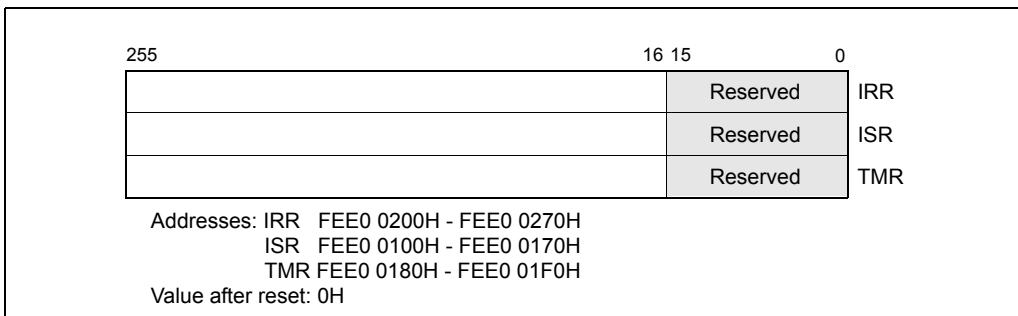 255 16 15 0
Reserved IRR
Reserved ISR
Reserved TMR
Addresses: IRR FEE0 0200H - FEE0 0270H
ISR FEE0 0100H - FEE0 0170H
TMR FEE0 0180H - FEE0 01F0H
Value after reset: 0H